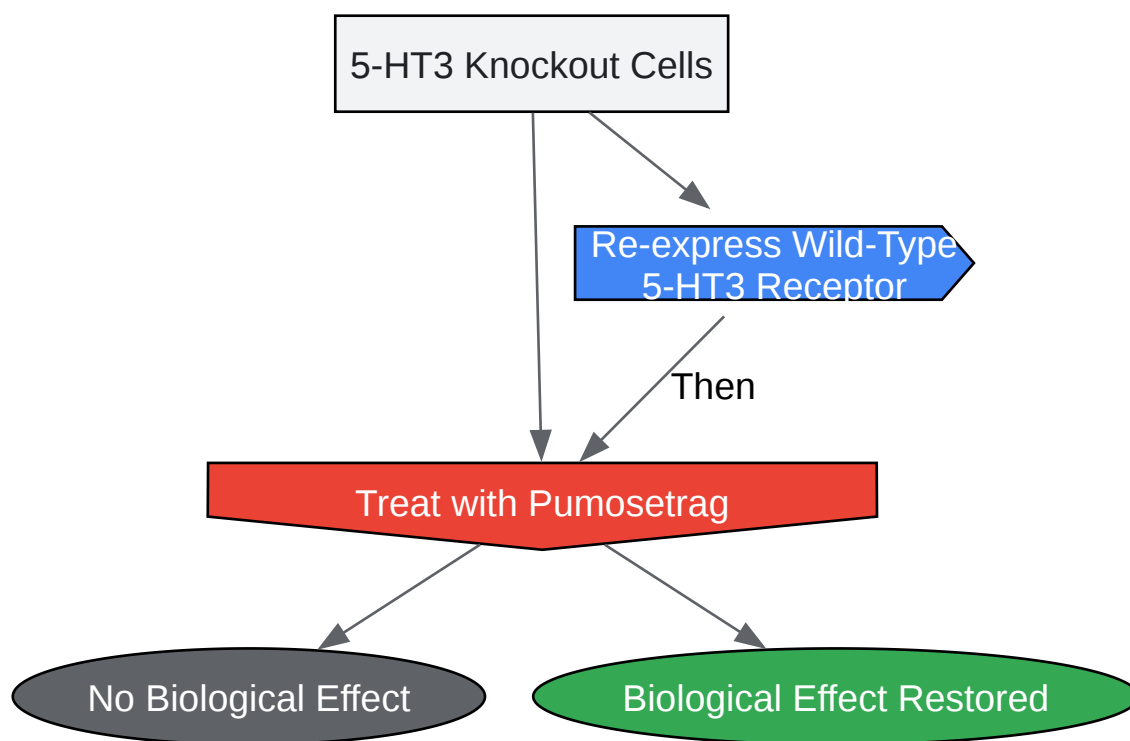 5-HT3 Knockout Cells
Re-express Wild-Type
5-HT3 Receptor
Then
Treat with Pumosetrag
No Biological Effect
Biological Effect Restored